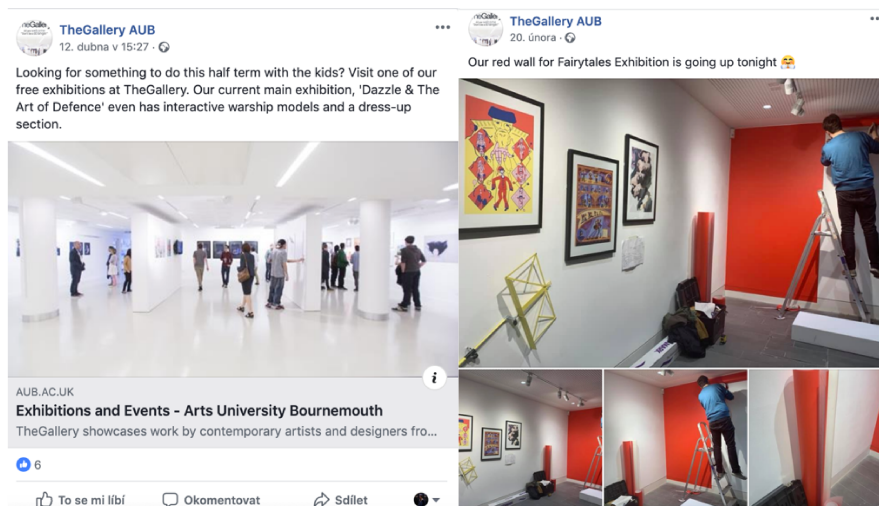 TheGallery AUB
12. dubna v 15:27 ·
Looking for something to do this half term with the kids? Visit one of our
free exhibitions at TheGallery. Our current main exhibition, 'Dazzle & The
Art of Defence' even has interactive warship models and a dress-up
section.
AUB.AC.UK
Exhibitions and Events - Arts University Bournemouth
TheGallery showcases work by contemporary artists and designers fro...
6
To se mi líbí
Okomentovat
Sdílet
TheGallery AUB
20. února ·
Our red wall for Fairytales Exhibition is going up tonight 🤗